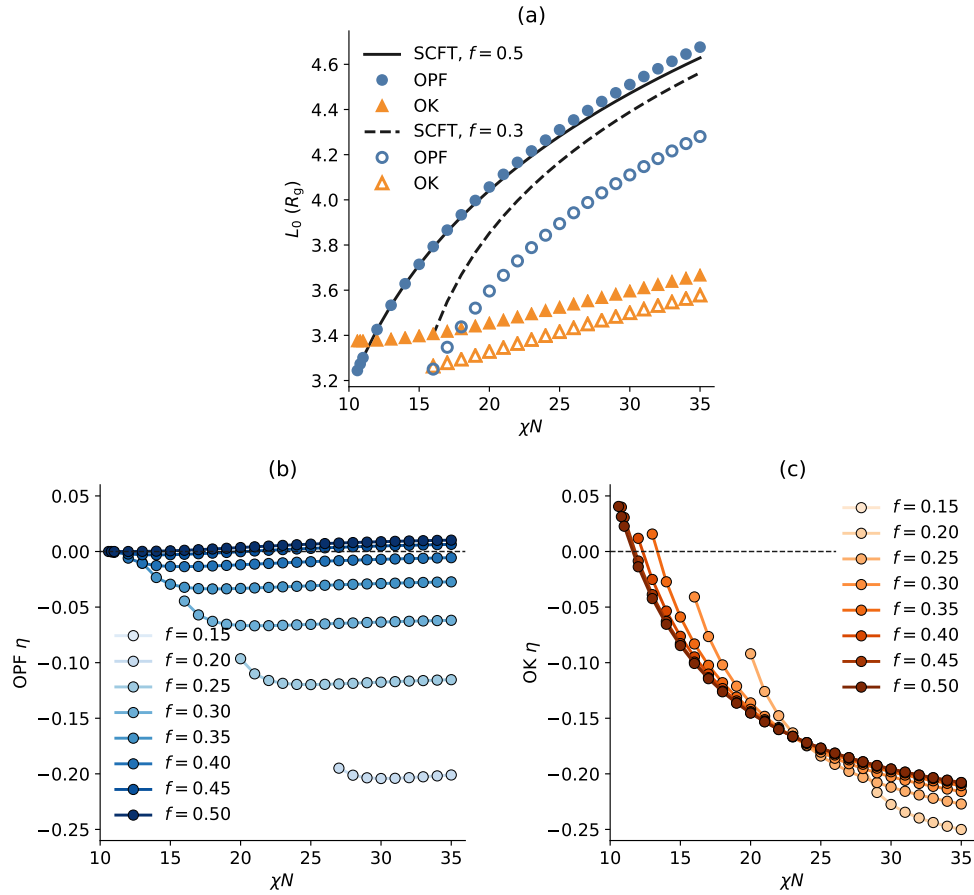 (a)
SCFT, f = 0.5
OPF
OK
SCFT, f = 0.3
OPF
OK
4.6
4.4
4.2
4.0
3.8
3.6
3.4
3.2
L₀ (R_g)
10 15 20 25 30 35
χN
(b)
0.05
0.00
−0.05
−0.10
−0.15
−0.20
−0.25
OPF η
f = 0.15
f = 0.20
f = 0.25
f = 0.30
f = 0.35
f = 0.40
f = 0.45
f = 0.50
10 15 20 25 30 35
χN
(c)
0.05
0.00
−0.05
−0.10
−0.15
−0.20
−0.25
OK η
f = 0.15
f = 0.20
f = 0.25
f = 0.30
f = 0.35
f = 0.40
f = 0.45
f = 0.50
10 15 20 25 30 35
χN